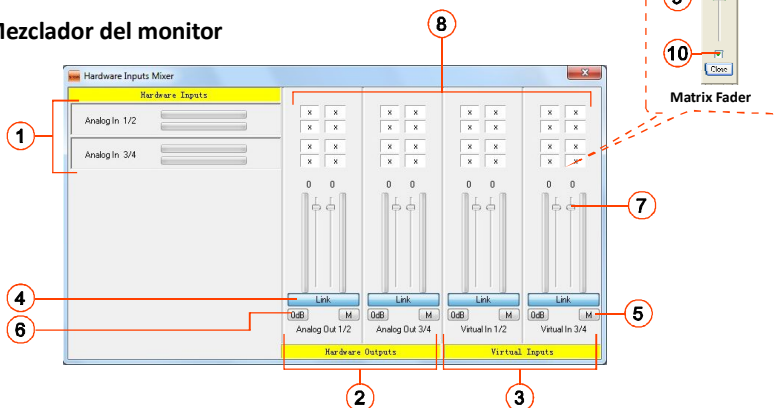 Mezclador del monitor
8
10
Close
Matrix Fader
Hardware Inputs Mixer
x
Hardware Inputs
1
Analog In 1/2
Analog In 3/4
x x x x x x x x
x x x x x x x x
x x x x x x x x
x x x x x x x x
0 0 0 0 0 0 0 0
7
4
Link Link Link Link
6
0dB M 0dB M 0dB M 0dB M
5
Analog Out 1/2 Analog Out 3/4 Virtual In 1/2 Virtual In 3/4
Hardware Outputs Virtual Inputs
2 3